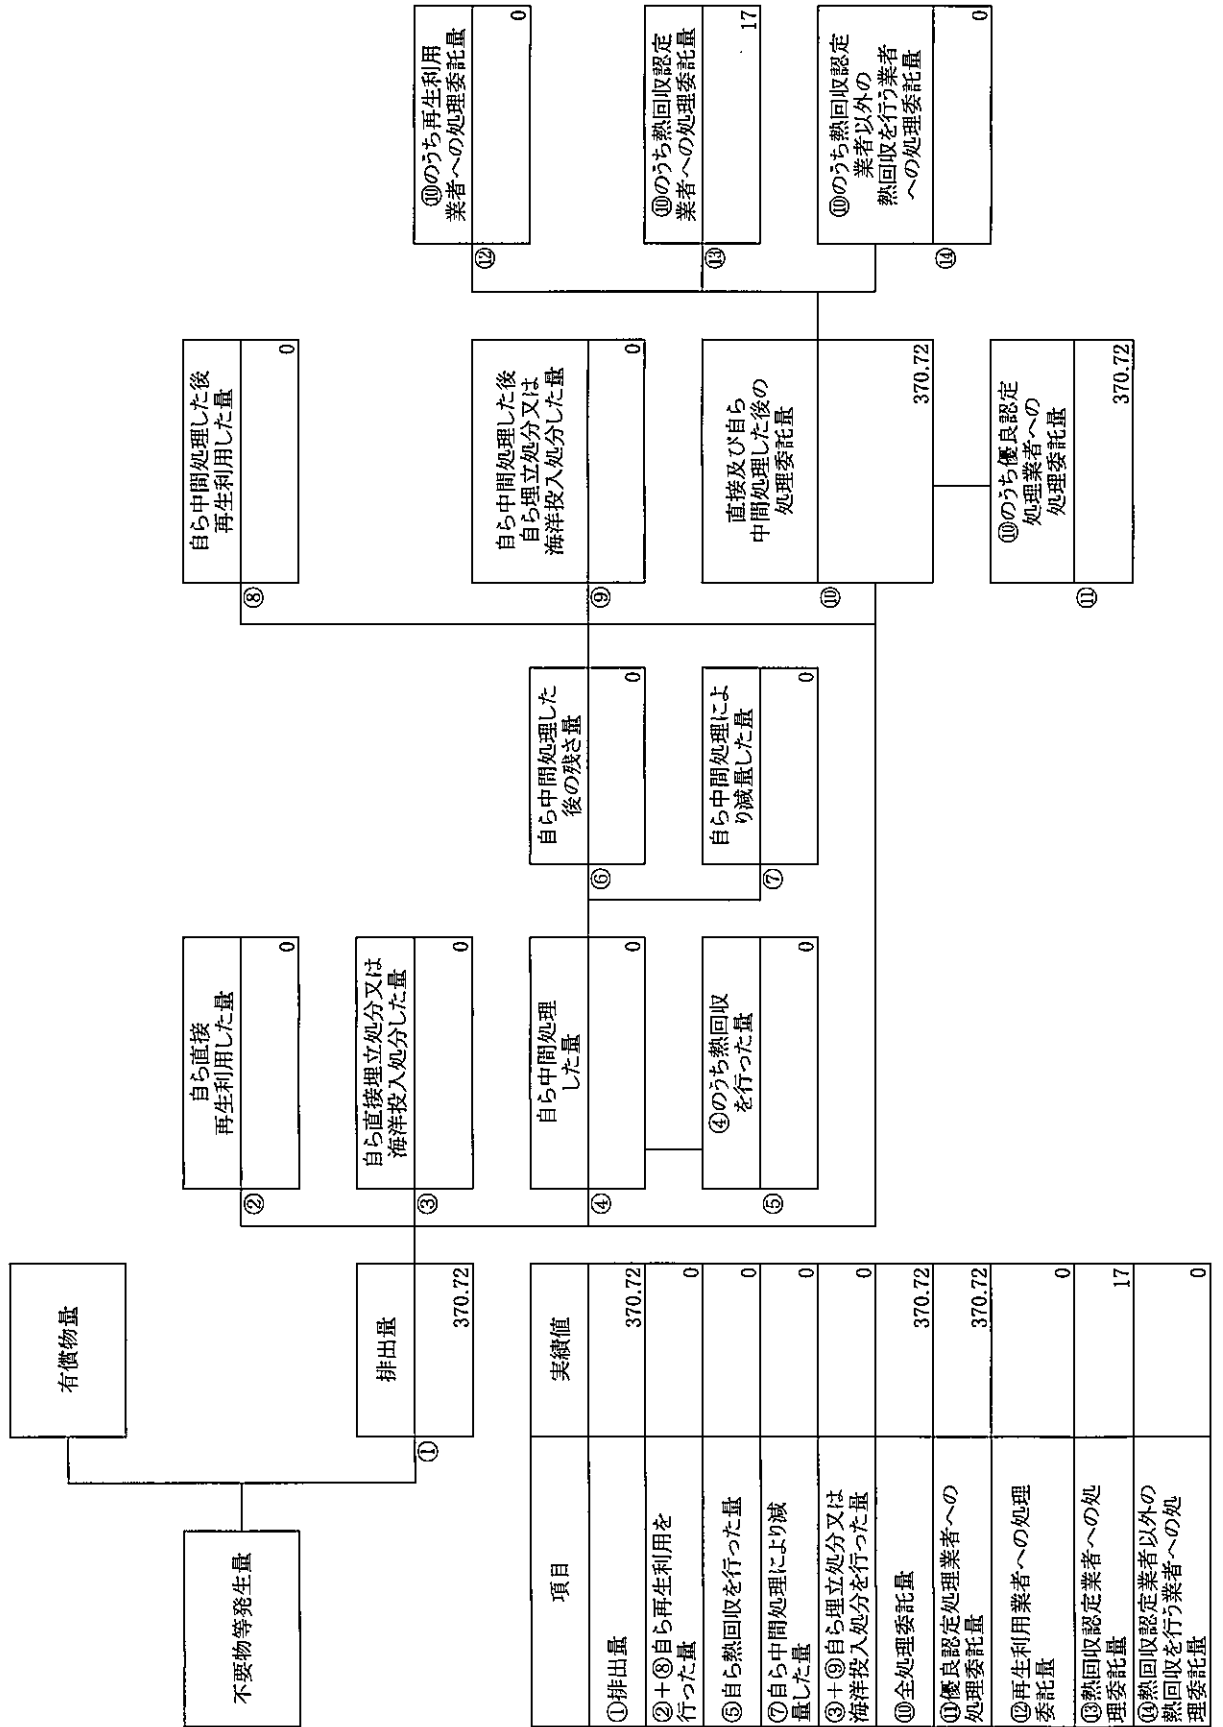 不要物等発生量
有償物量
排出量
①
370.72
自ら直接
再生利用した量
②
0
自ら直接埋立処分又は
海洋投入処分した量
③
0
自ら中間処理
した量
④
0
④のうち熱回収
を行った量
⑤
0
自ら中間処理した
後の残さ量
⑥
0
自ら中間処理によ
り減量した量
⑦
0
自ら中間処理した後
再生利用した量
⑧
0
自ら中間処理した後
自ら埋立処分又は
海洋投入処分した量
⑨
0
直接及び自ら
中間処理した後の
処理委託量
⑩
370.72
⑩のうち優良認定
処理業者への
処理委託量
⑪
370.72
⑩のうち再生利用
業者への処理委託量
⑫
0
⑩のうち熱回収認定
業者への処理委託量
⑬
17
⑩のうち熱回収認定
業者以外の
熱回収を行う業者
への処理委託量
⑭
0
項目
実績値
①排出量
370.72
②+⑧自ら再生利用を
行った量
0
⑤自ら熱回収を行った量
0
⑦自ら中間処理により減
量した量
0
③+⑨自ら埋立処分又は
海洋投入処分を行った量
0
⑩全処理委託量
370.72
⑪優良認定処理業者への
処理委託量
370.72
⑫再生利用業者への処理
委託量
0
⑬熱回収認定業者への処
理委託量
17
⑭熱回収認定業者以外の
熱回収を行う業者への処
理委託量
0